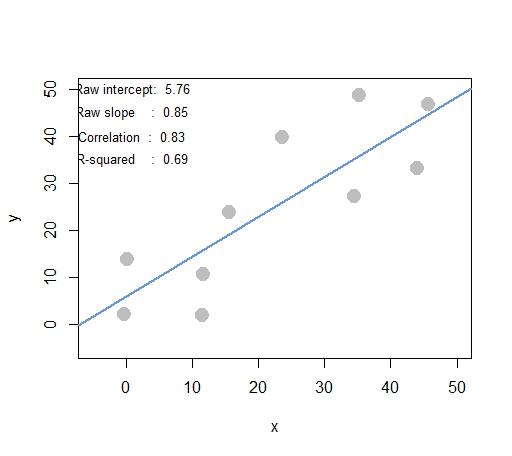 Raw intercept: 5.76
Raw slope : 0.85
Correlation : 0.83
R-squared : 0.69
50
40
30
20
10
0
y
0 10 20 30 40 50
x